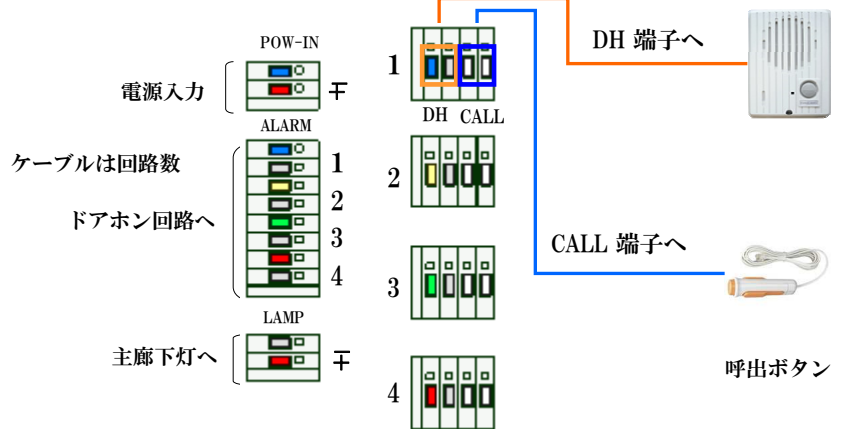 POW-IN
電源入力
ALARM
ケーブルは回路数
ドアホン回路へ
1
2
3
4
LAMP
主廊下灯へ
1
DH CALL
2
3
4
DH 端子へ
CALL 端子へ
呼出ボタン